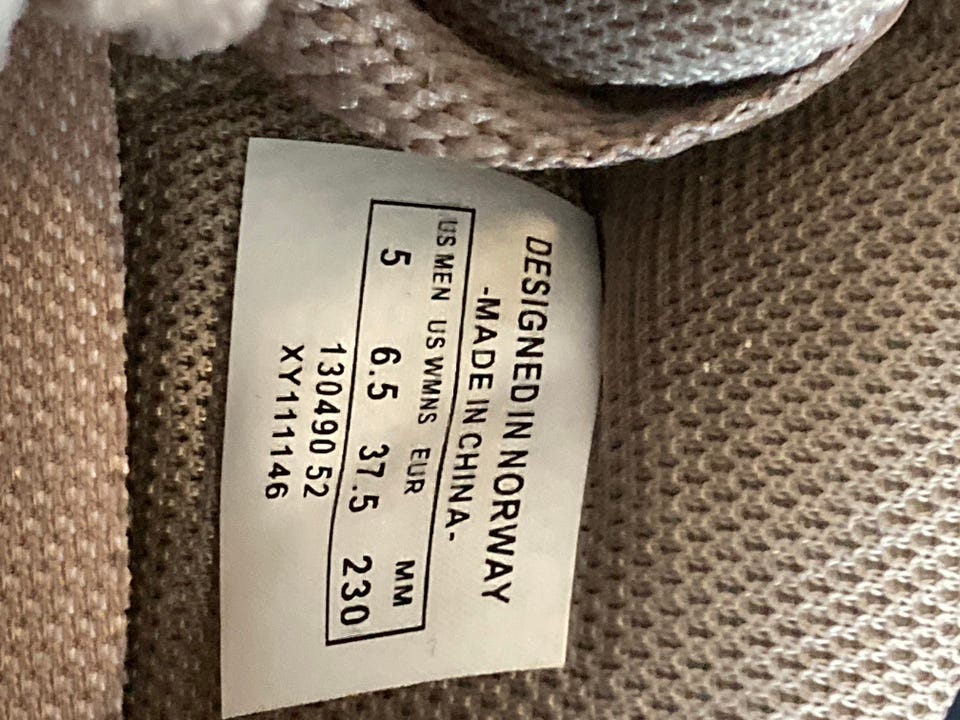 DESIGNED IN NORWAY
-MADE IN CHINA-
US MEN US WMNS EUR MM
5 6.5 37.5 230
130490 52
XY111146